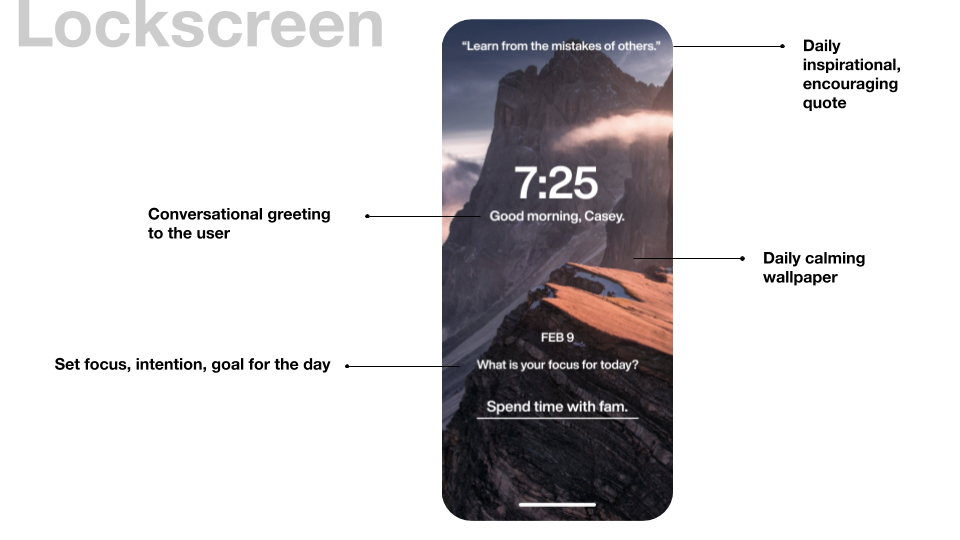 Lockscreen
"Learn from the mistakes of others."
Daily
inspirational,
encouraging
quote
7:25
Good morning, Casey.
Conversational greeting
to the user
Daily calming
wallpaper
FEB 9
What is your focus for today?
Set focus, intention, goal for the day
Spend time with fam.